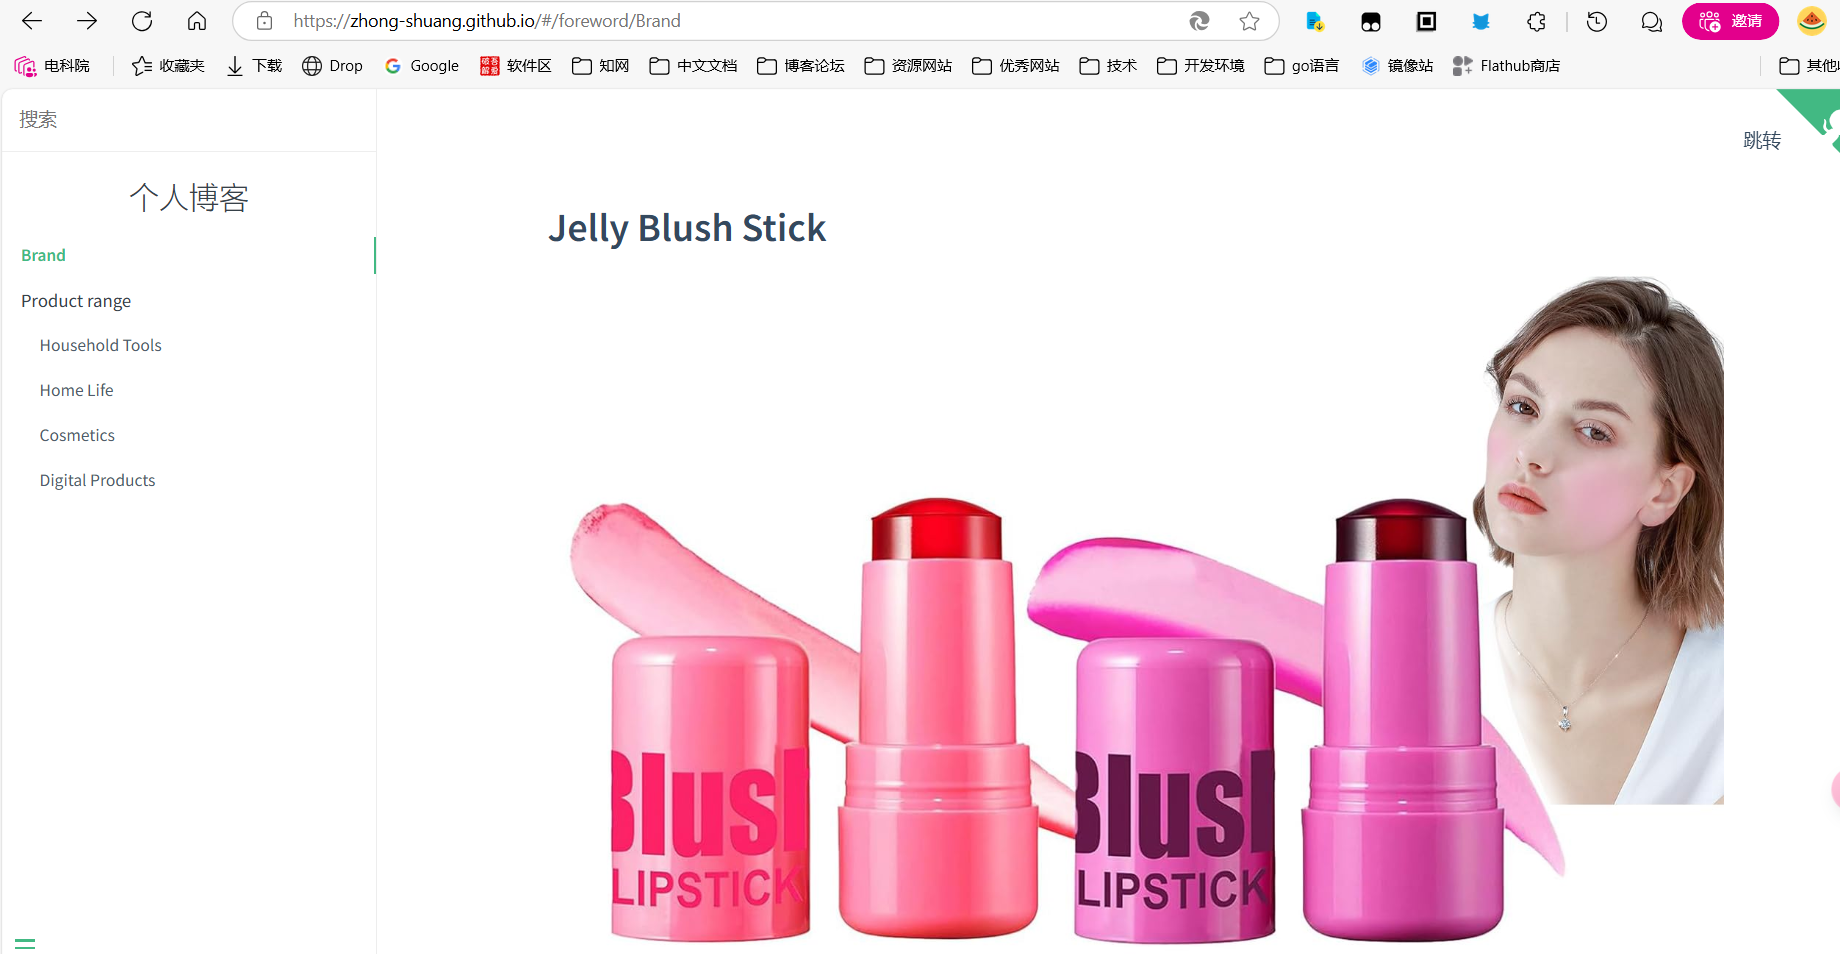 https://zhong-shuang.github.io/#/foreword/Brand
邀请
电科院
收藏夹
下载
Drop
Google
软件区
知网
中文文档
博客论坛
资源网站
优秀网站
技术
开发环境
go语言
镜像站
Flathub商店
搜索
跳转
个人博客
Brand
Product range
Household Tools
Home Life
Cosmetics
Digital Products
Jelly Blush Stick
Blush
LIPSTICK
Blush
LIPSTICK